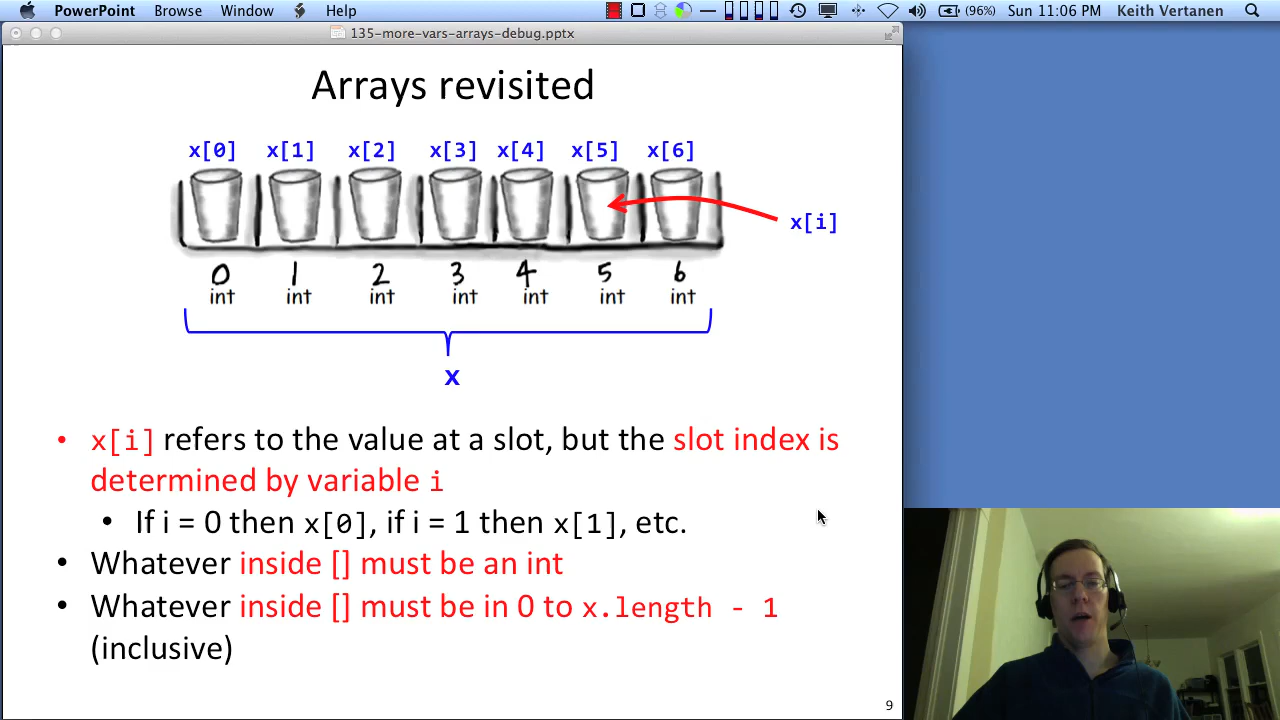 PowerPoint Browse Window Help (96%) Sun 11:06 PM Keith Vertanen
135-more-vars-arrays-debug.pptx
Arrays revisited
x[0] x[1] x[2] x[3] x[4] x[5] x[6]
x[i]
0 1 2 3 4 5 6
int int int int int int int
x
• x[i] refers to the value at a slot, but the slot index is
determined by variable i
• If i = 0 then x[0], if i = 1 then x[1], etc.
• Whatever inside [] must be an int
• Whatever inside [] must be in 0 to x.length - 1
(inclusive)
9